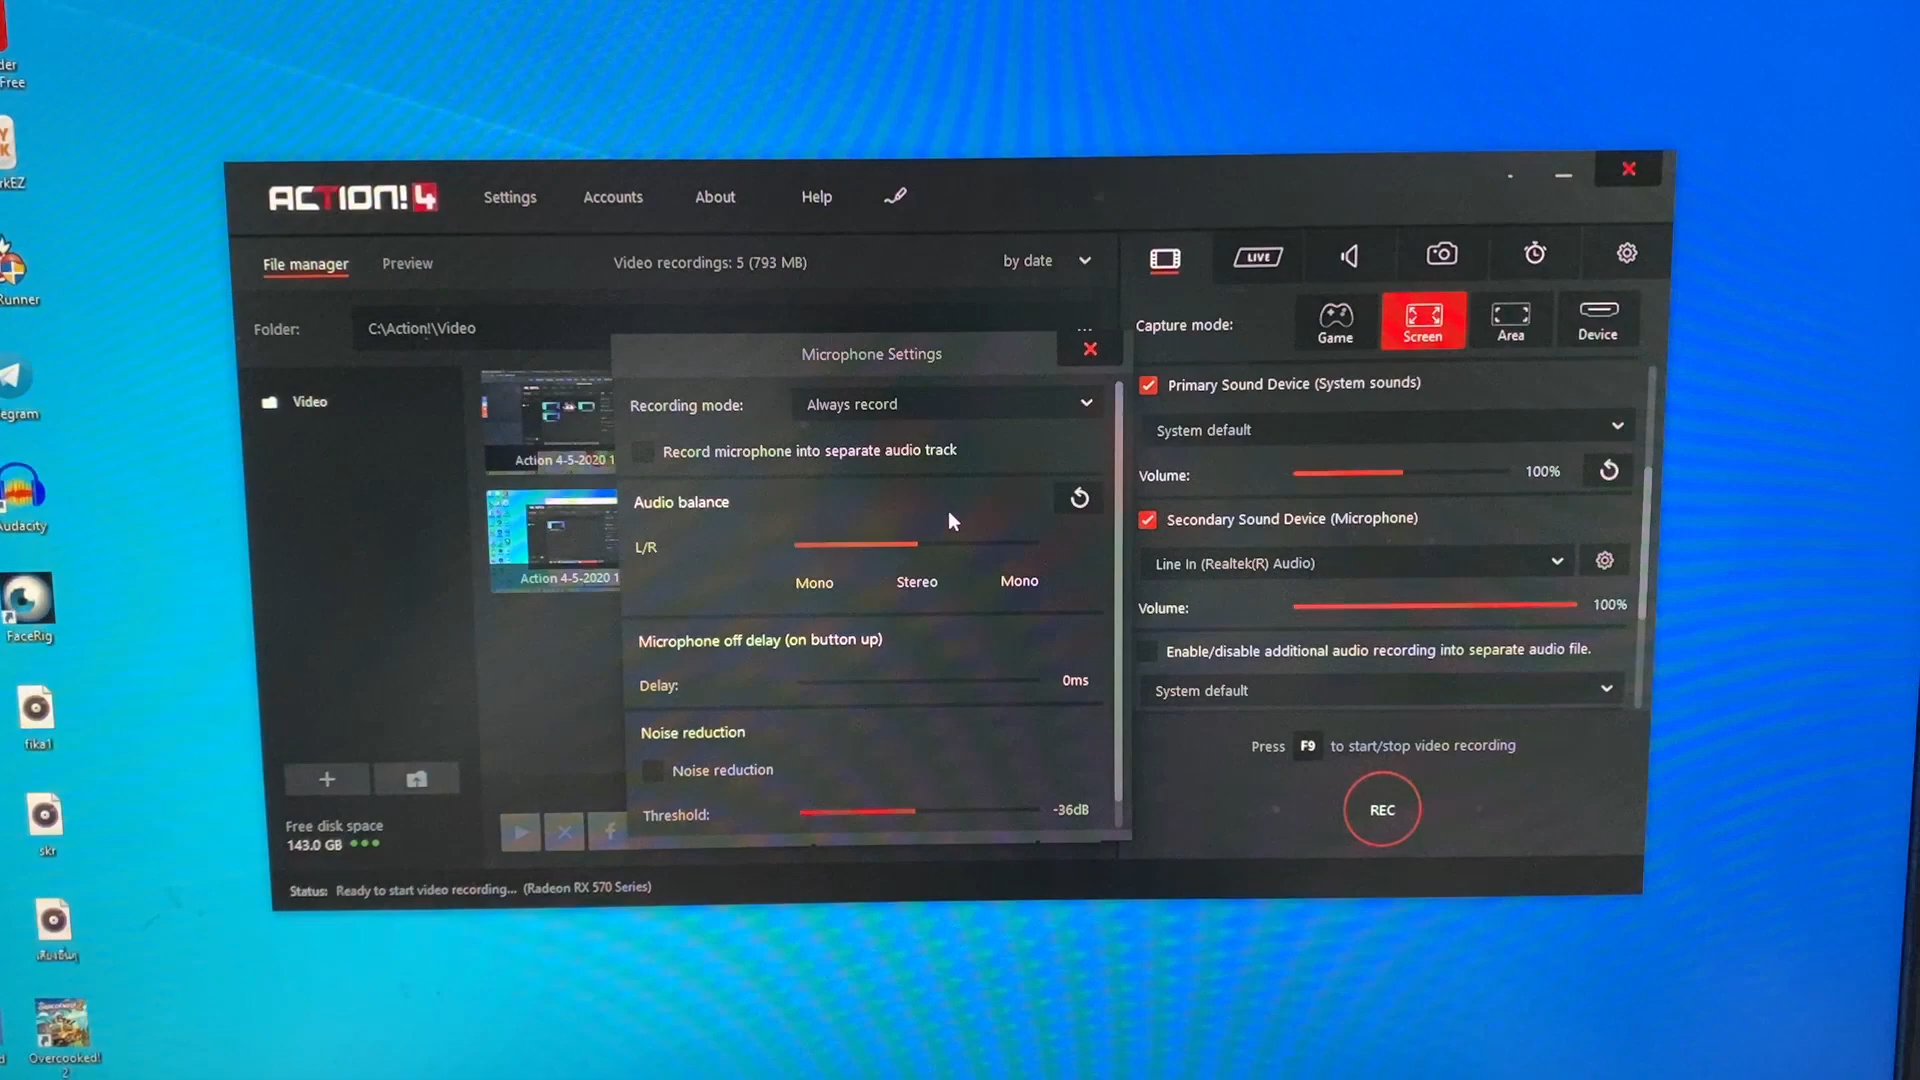 der
Free
Y
K
rkEZ
Runner
egram
Audacity
FaceRig
fika1
skr
Overcooked!
2
ACTION! 4
Settings
Accounts
About
Help
File manager
Preview
Video recordings: 5 (793 MB)
by date
Folder:
C:\Action!\Video
...
Video
Action 4-5-2020 1
Action 4-5-2020 1
Free disk space
143.0 GB
Status: Ready to start video recording... (Radeon RX 570 Series)
Microphone Settings
Recording mode:
Always record
Record microphone into separate audio track
Audio balance
L/R
Mono
Stereo
Mono
Microphone off delay (on button up)
Delay:
0ms
Noise reduction
Noise reduction
Threshold:
-36dB
LIVE
Capture mode:
Game
Screen
Area
Device
Primary Sound Device (System sounds)
System default
Volume:
100%
Secondary Sound Device (Microphone)
Line In (Realtek(R) Audio)
Volume:
100%
Enable/disable additional audio recording into separate audio file.
System default
Press F9 to start/stop video recording
REC